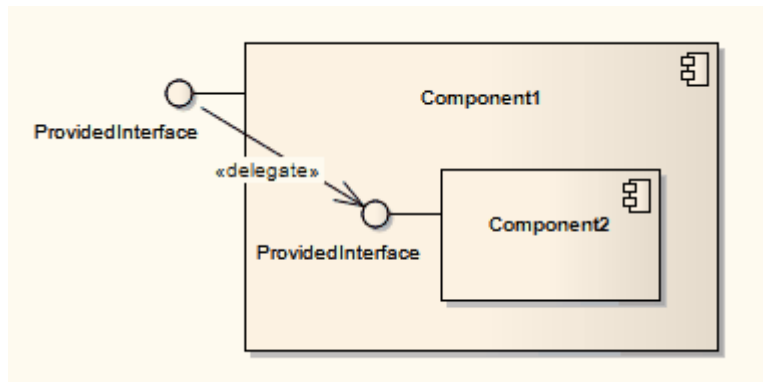 Component1
ProvidedInterface
«delegate»
Component2
ProvidedInterface